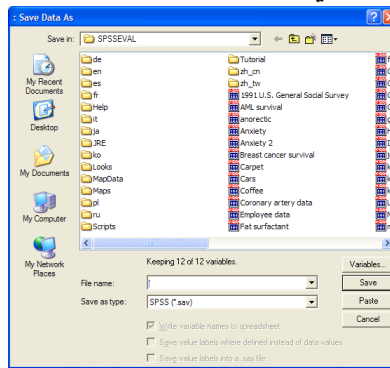 : Save Data As
Save in:
SPSSEVAL
My Recent
Documents
Desktop
My Documents
My Computer
My Network
Places
de
en
es
fr
Help
it
ja
JRE
ko
Looks
MapData
Maps
pl
ru
Scripts
Tutorial
zh_cn
zh_tw
1991 U.S. General Social Survey
AML survival
anorectic
Anxiety
Anxiety 2
Breast cancer survival
Carpet
Cars
Coffee
Coronary artery data
Employee data
Fat surfactant
Keeping 12 of 12 variables.
Variables...
File name:
Save
Save as type:
SPSS (*.sav)
Paste
Cancel
Write variable names to spreadsheet
Save value labels where defined instead of data values
Save value labels into a .sas file